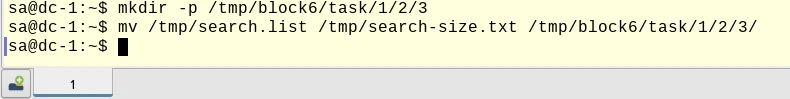 sa@dc-1:~$ mkdir -p /tmp/block6/task/1/2/3
sa@dc-1:~$ mv /tmp/search.list /tmp/search-size.txt /tmp/block6/task/1/2/3/
sa@dc-1:~$
1